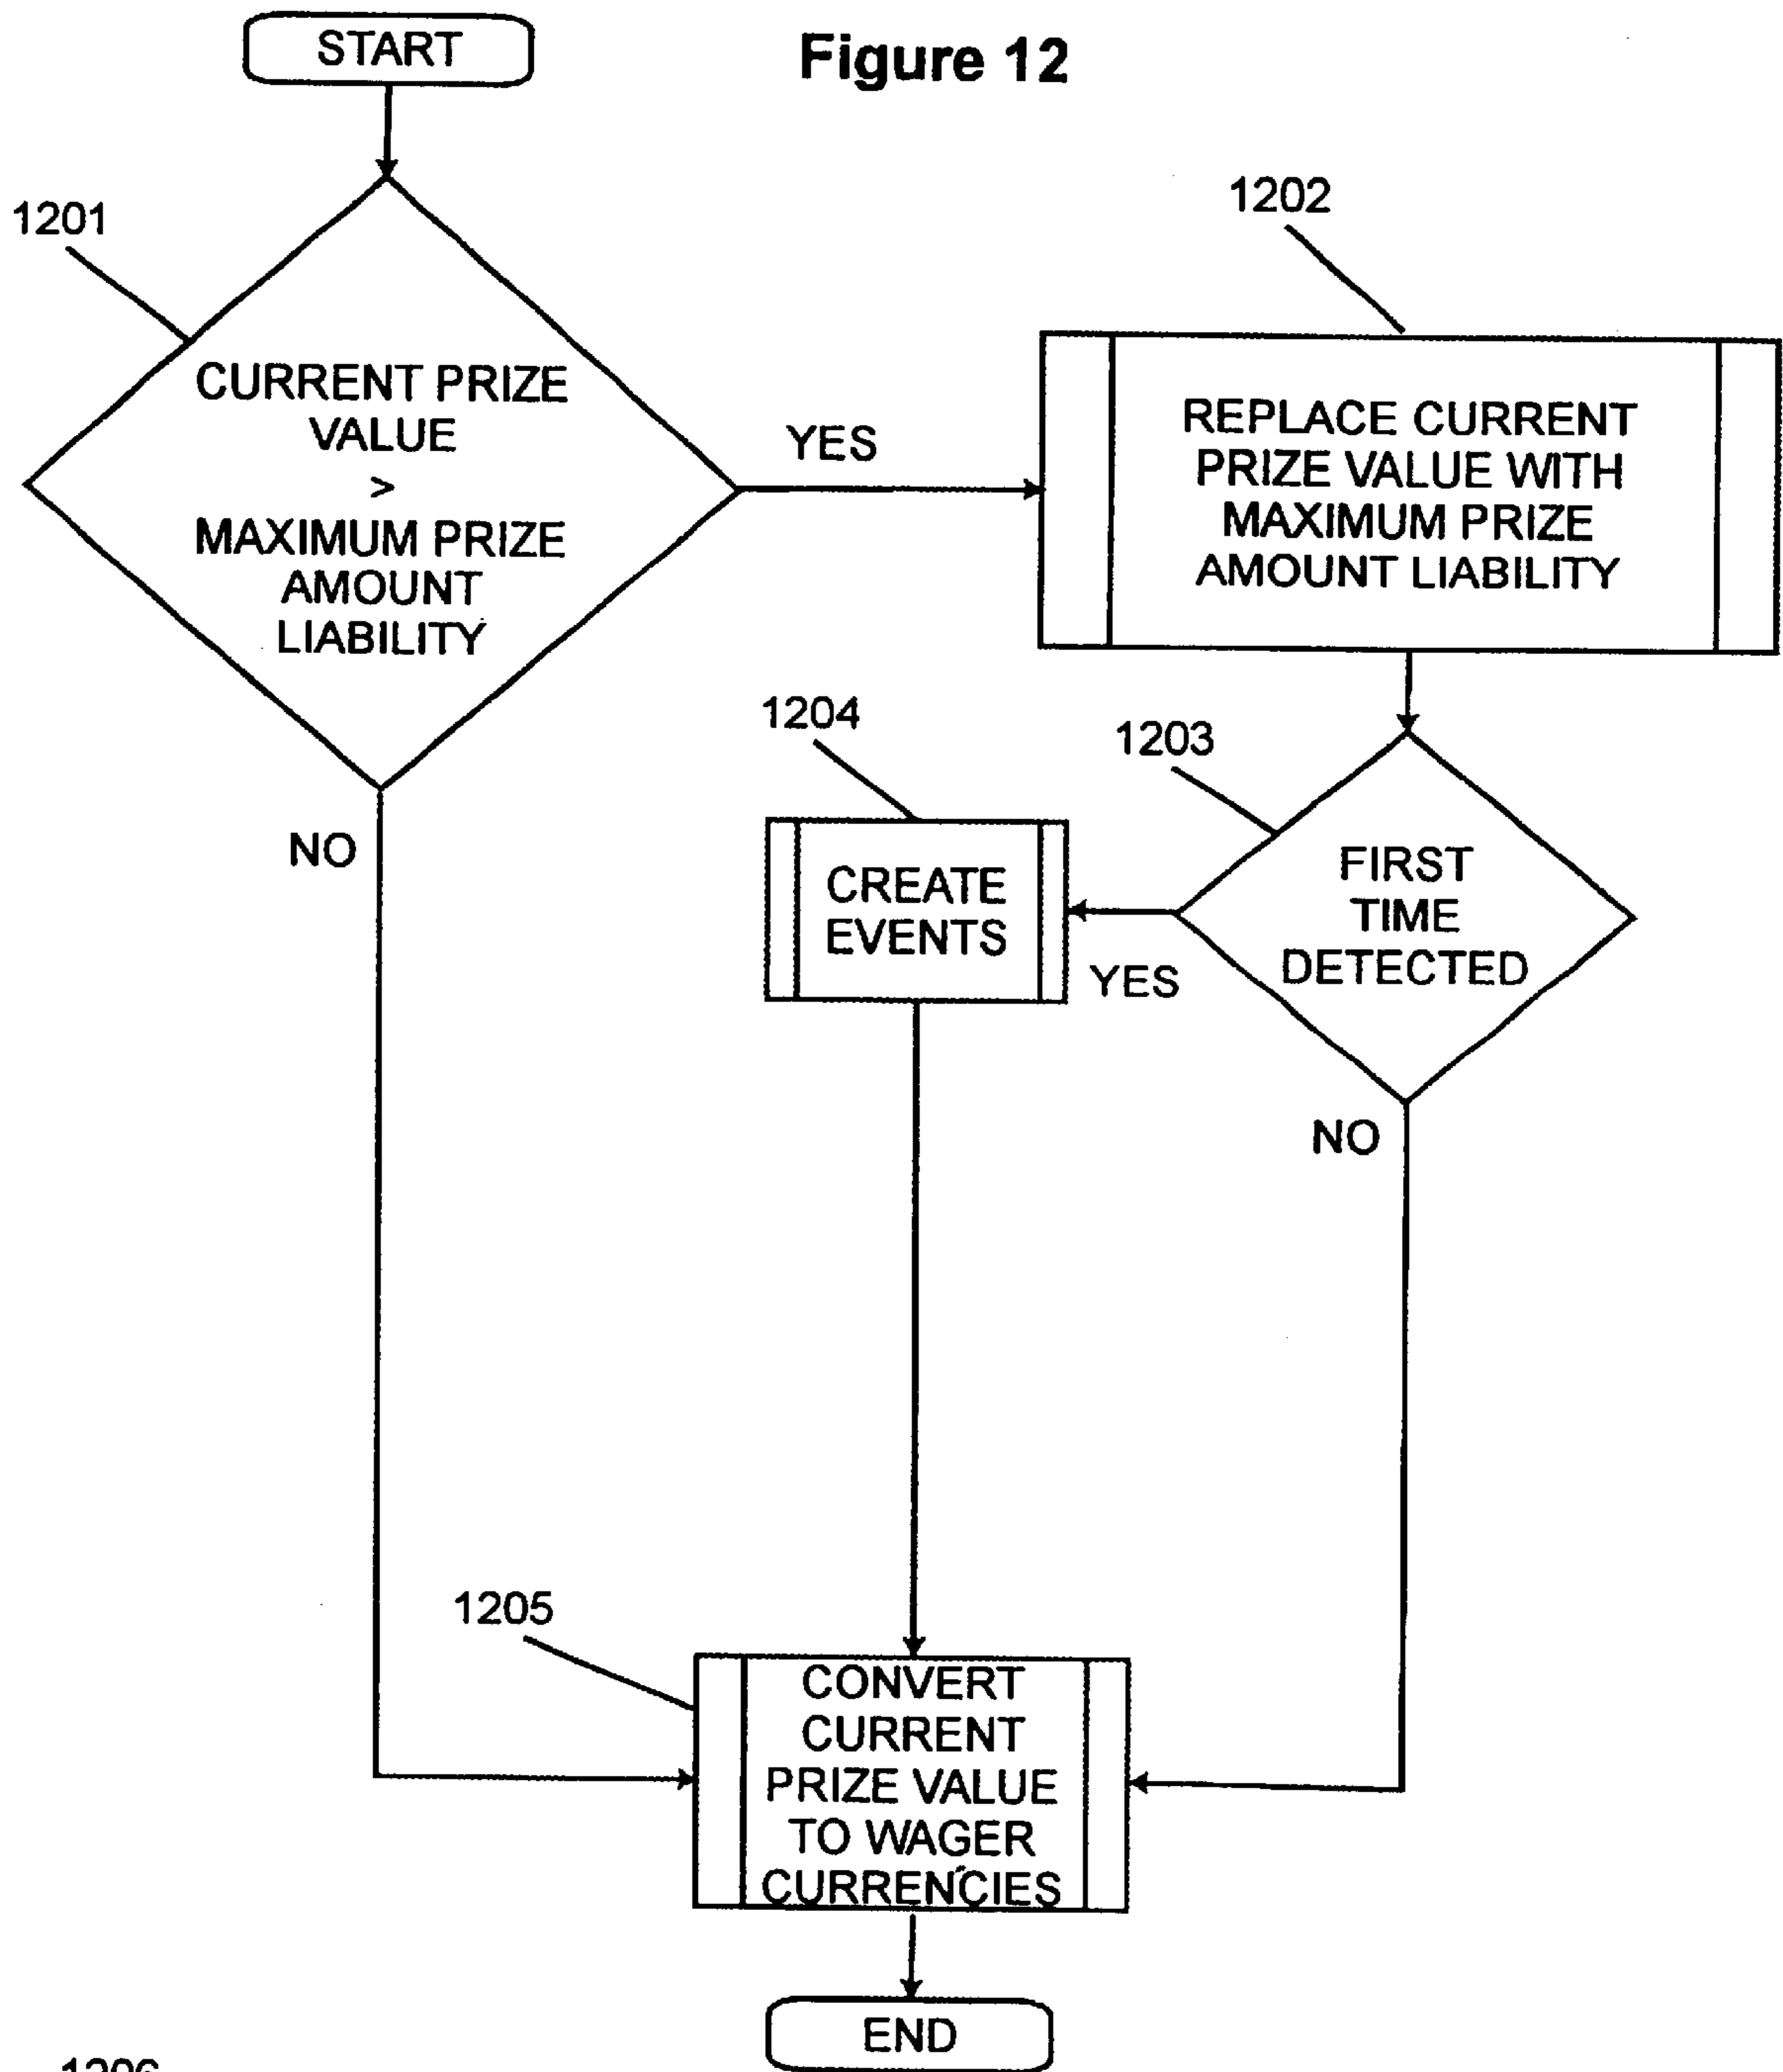 START
Figure 12
1201
1202
CURRENT PRIZE
VALUE
>
MAXIMUM PRIZE
AMOUNT
LIABILITY
YES
REPLACE CURRENT
PRIZE VALUE WITH
MAXIMUM PRIZE
AMOUNT LIABILITY
1204
1203
NO
CREATE
EVENTS
YES
FIRST
TIME
DETECTED
NO
1205
CONVERT
CURRENT
PRIZE VALUE
TO WAGER
CURRENCIES
END